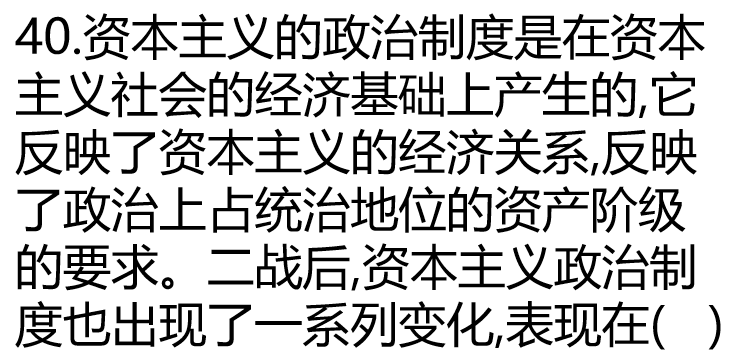 40.资本主义的政治制度是在资本
主义社会的经济基础上产生的,它
反映了资本主义的经济关系,反映
了政治上占统治地位的资产阶级
的要求。二战后,资本主义政治制
度也出现了一系列变化,表现在( )